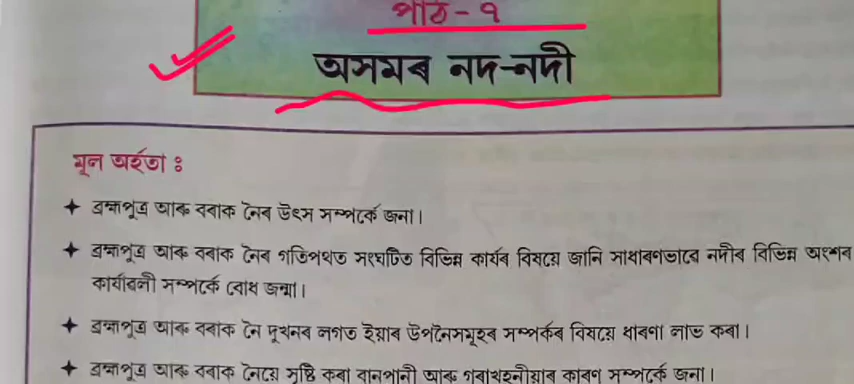 পাঠ - ৭
অসমৰ নদ-নদী
মূল অৰ্হতা ঃ
✦ ব্ৰহ্মপুত্ৰ আৰু বৰাক নৈৰ উৎস সম্পৰ্কে জনা।
✦ ব্ৰহ্মপুত্ৰ আৰু বৰাক নৈৰ গতিপথত সংঘটিত বিভিন্ন কাৰ্যৰ বিষয়ে জানি সাধাৰণভাবে নদীৰ বিভিন্ন অংশৰ
কাৰ্যাৱলী সম্পৰ্কে বোধ জন্মা।
✦ ব্ৰহ্মপুত্ৰ আৰু বৰাক নৈ দুখনৰ লগত ইয়াৰ উপনৈসমূহৰ সম্পৰ্কৰ বিষয়ে ধাৰণা লাভ কৰা।
✦ ব্ৰহ্মপুত্ৰ আৰু বৰাক নৈয়ে সৃষ্টি কৰা বানপানী আৰু গৰাখহনীয়াৰ কাৰণ সম্পৰ্কে জনা।